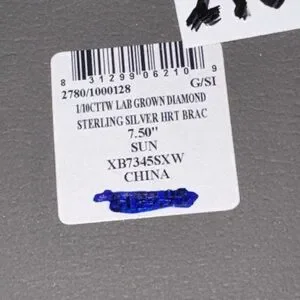 8 31299 06210 9
2780/1000128 G/SI
1/10CTTW LAB GROWN DIAMOND
STERLING SILVER HRT BRAC
7.50"
SUN
XB7345SXW
CHINA